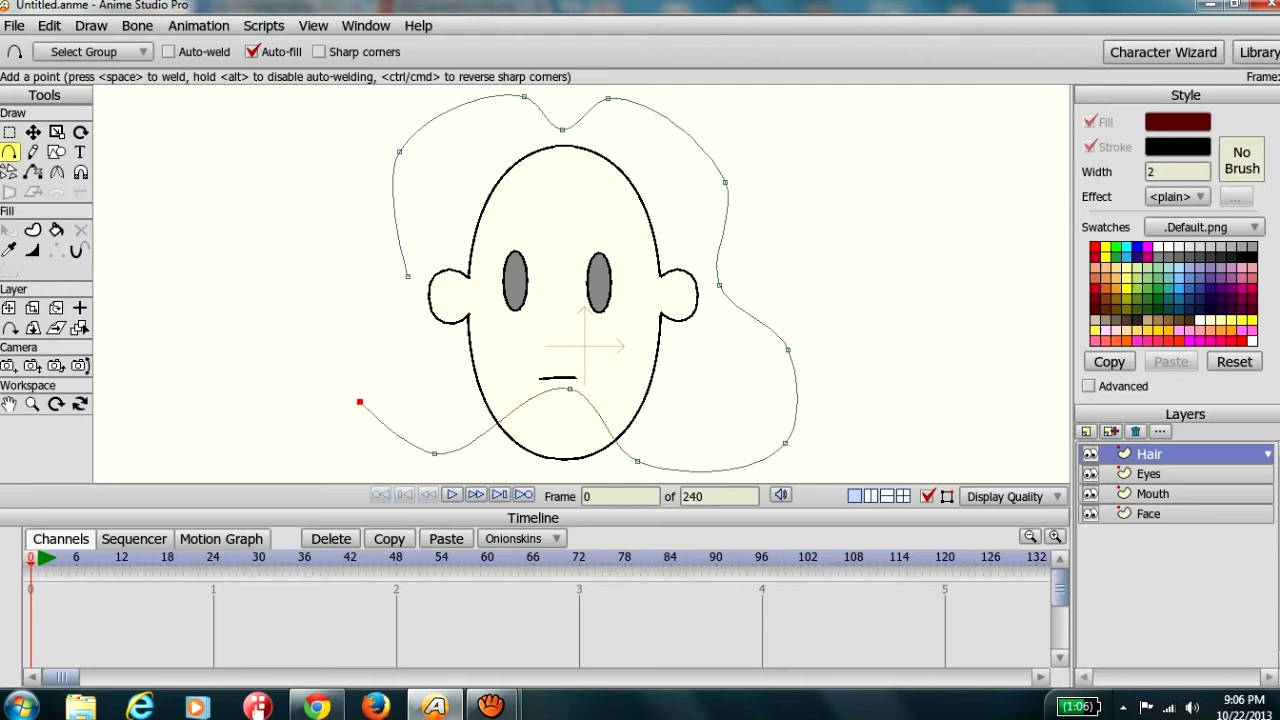 Untitled.anme - Anime Studio Pro
File Edit Draw Bone Animation Scripts View Window Help
Select Group Auto-weld Auto-fill Sharp corners Character Wizard Library
Add a point (press <space> to weld, hold <alt> to disable auto-welding, <ctrl/cmd> to reverse sharp corners) Frame:
Tools Style
Draw
Fill
Stroke
No
Brush
Width 2
Effect <plain> ...
Fill
Swatches .Default.png
Layer
Camera
Copy Paste Reset
Advanced
Workspace
Layers
Hair
Eyes
Mouth
Face
Frame 0 of 240 Display Quality
Timeline
Channels Sequencer Motion Graph Delete Copy Paste Onionskins
0 6 12 18 24 30 36 42 48 54 60 66 72 78 84 90 96 102 108 114 120 126 132
0 1 2 3 4 5
(1:06) 9:06 PM
10/22/2013